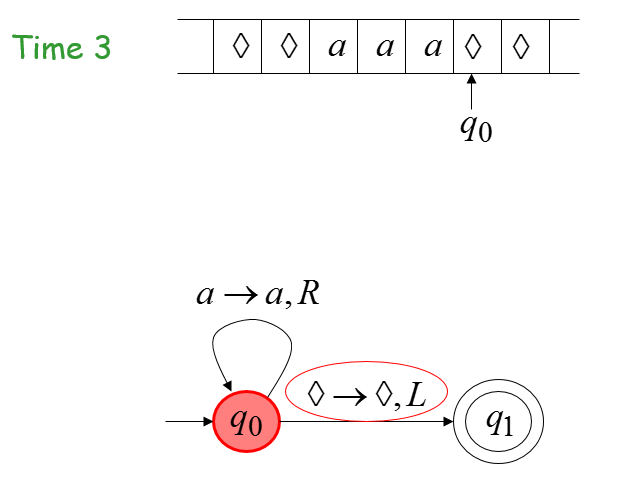 Time 3
◊ ◊ a a a ◊ ◊
q₀
a → a, R
◊ → ◊, L
q₀ q₁